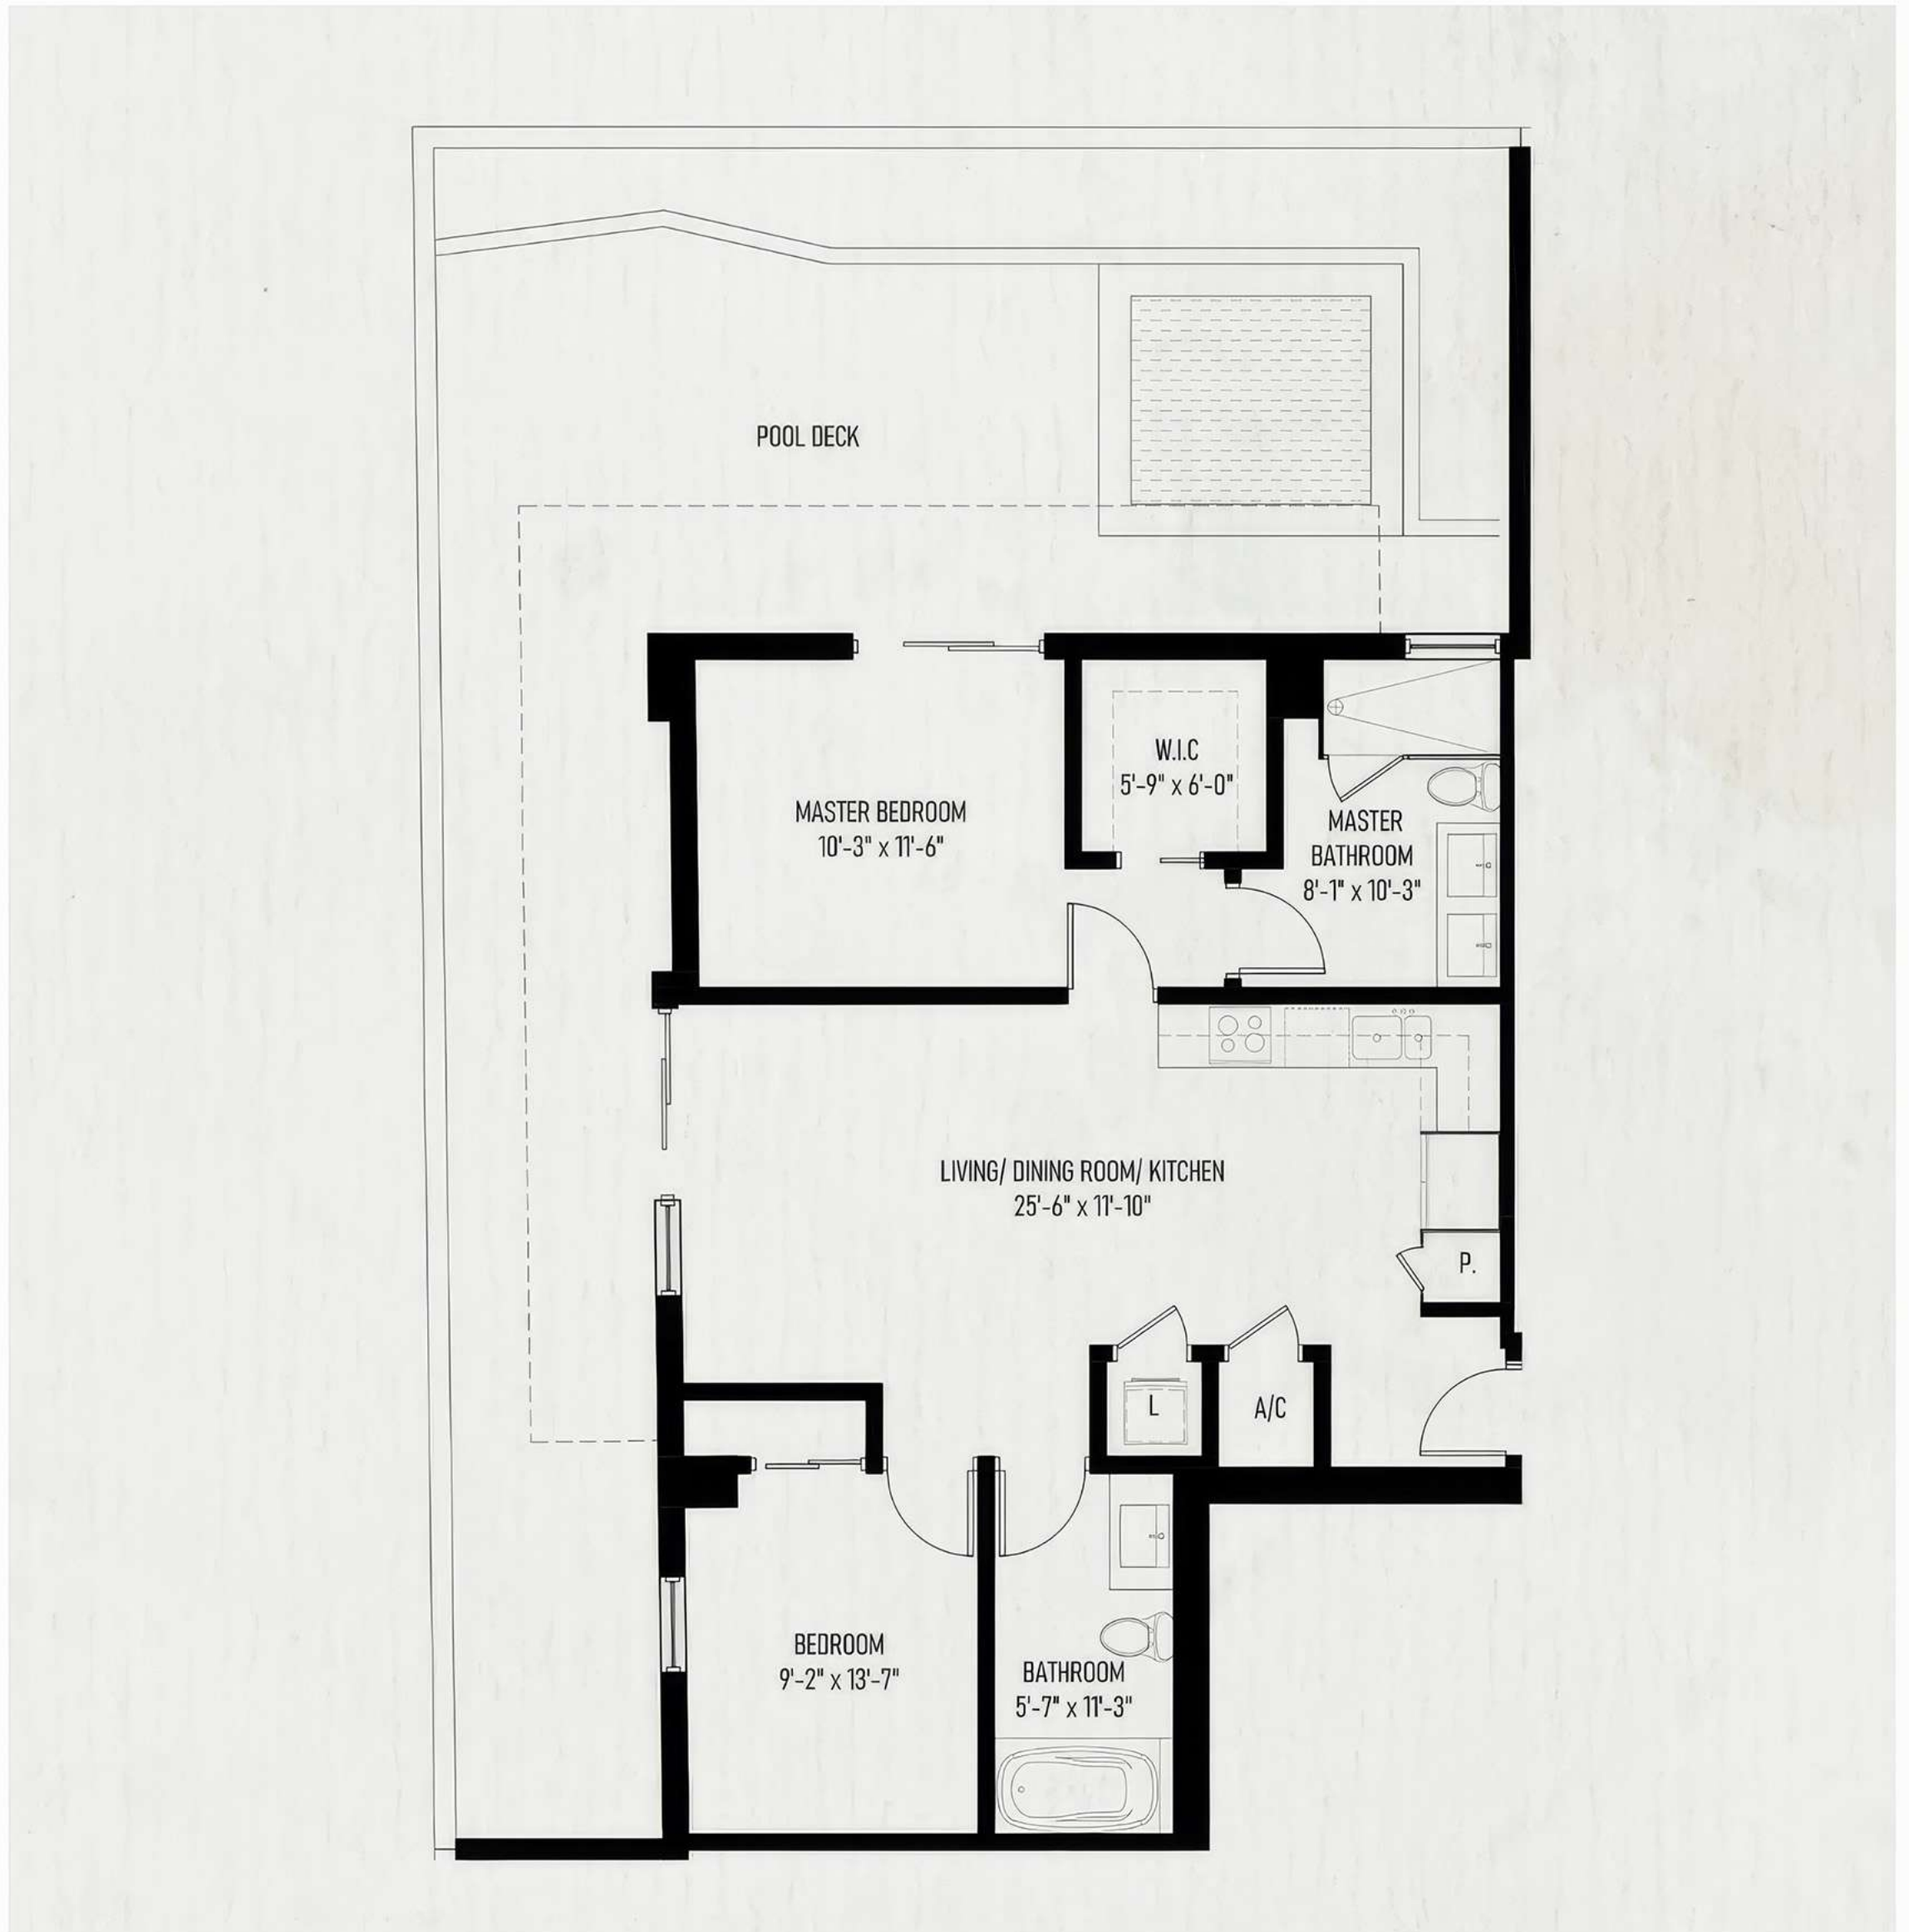 POOL DECK
W.I.C
5'-9" x 6'-0"
MASTER BEDROOM
10'-3" x 11'-6"
MASTER
BATHROOM
8'-1" x 10'-3"
LIVING/ DINING ROOM/ KITCHEN
25'-6" x 11'-10"
P.
L
A/C
BEDROOM
9'-2" x 13'-7"
BATHROOM
5'-7" x 11'-3"